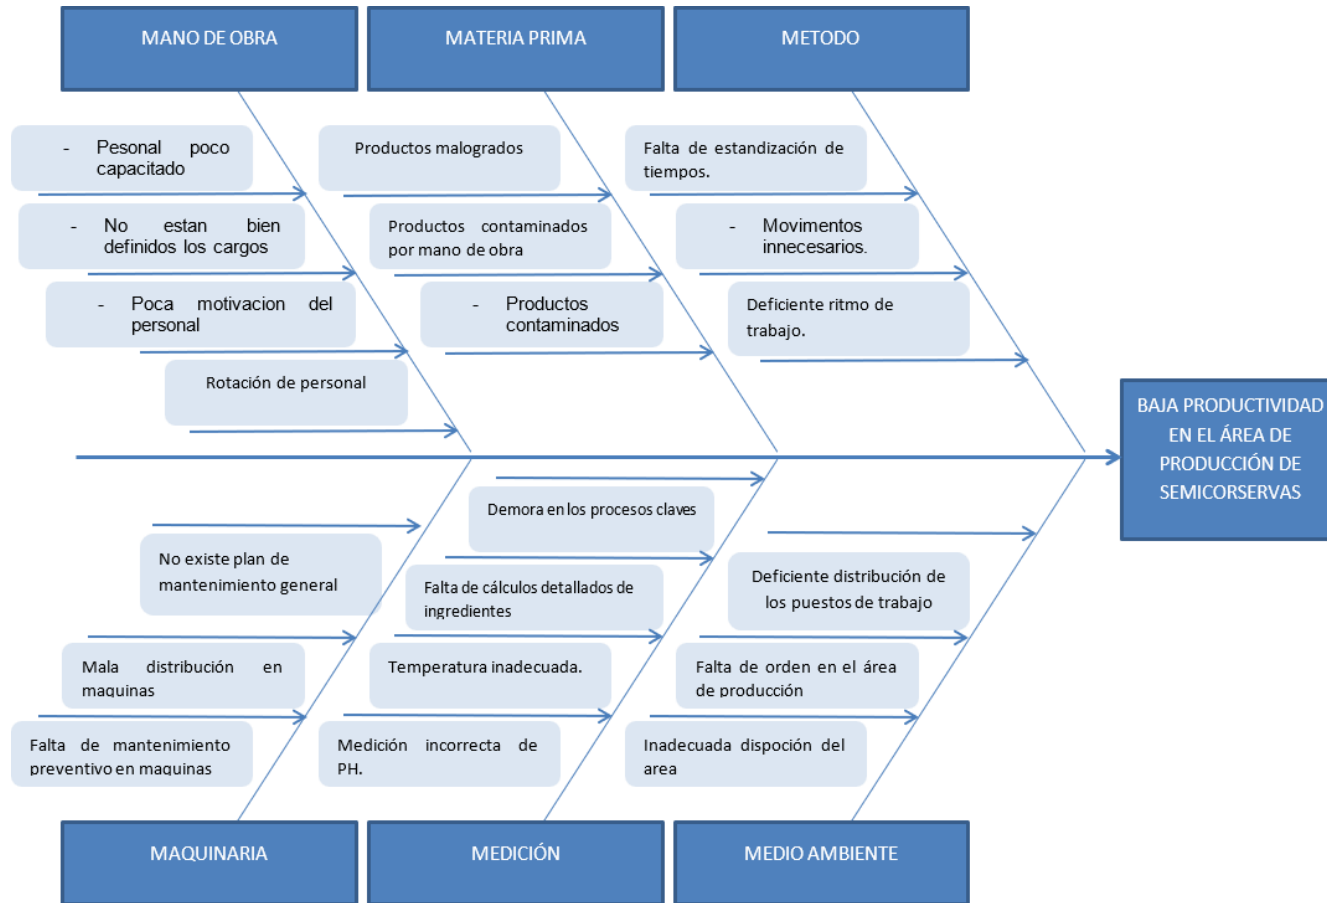 MANO DE OBRA
MATERIA PRIMA
METODO
- Pesonal poco
capacitado
- No estan bien
definidos los cargos
- Poca motivacion del
personal
Rotación de personal
Productos malogrados
Productos contaminados
por mano de obra
- Productos
contaminados
Falta de estandización de
tiempos.
- Movimentos
innecesarios.
Deficiente ritmo de
trabajo.
BAJA PRODUCTIVIDAD
EN EL ÁREA DE
PRODUCCIÓN DE
SEMICORSERVAS
No existe plan de
mantenimiento general
Mala distribución en
maquinas
Falta de mantenimiento
preventivo en maquinas
Demora en los procesos claves
Falta de cálculos detallados de
ingredientes
Temperatura inadecuada.
Medición incorrecta de
PH.
Deficiente distribución de
los puestos de trabajo
Falta de orden en el área
de producción
Inadecuada dispoción del
area
MAQUINARIA
MEDICIÓN
MEDIO AMBIENTE